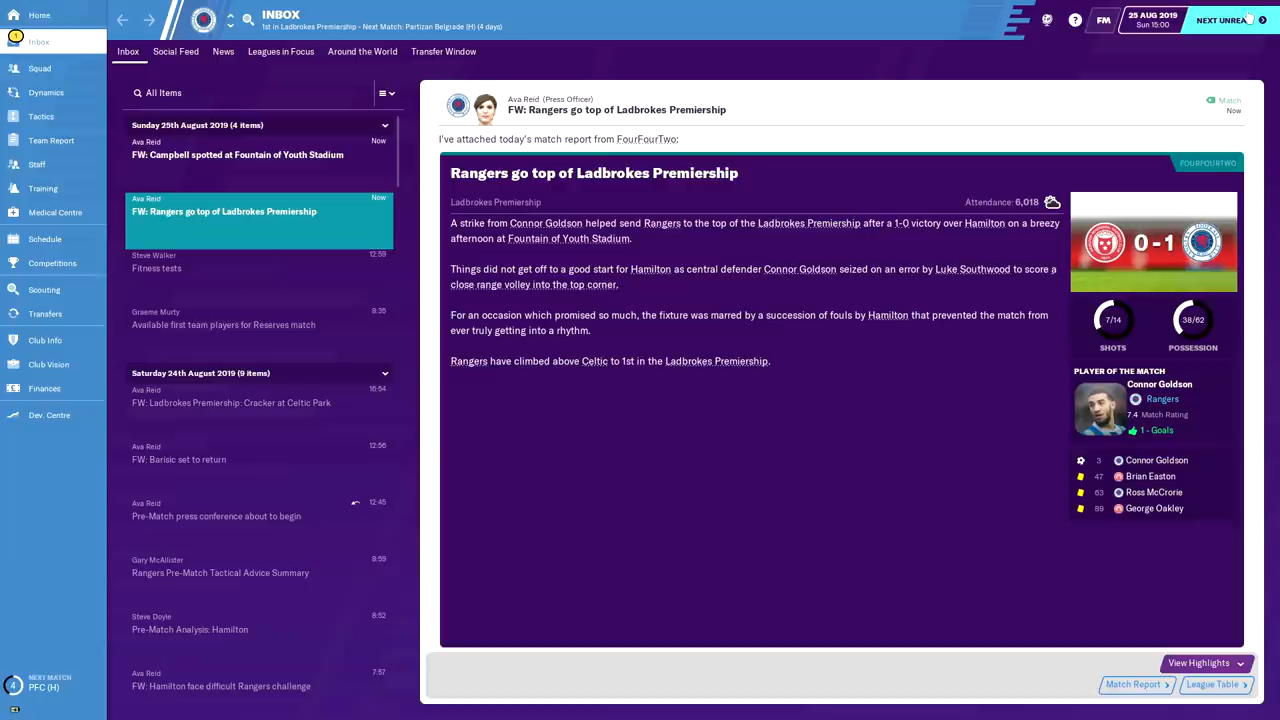 Home
1
Inbox
Squad
Dynamics
Tactics
Team Report
Staff
Training
Medical Centre
Schedule
Competitions
Scouting
Transfers
Club Info
Club Vision
Finances
Dev. Centre
4
NEXT MATCH
PFC (H)
INBOX
1st in Ladbrokes Premiership - Next Match: Partizan Belgrade (H) (4 days)
?
FM
25 AUG 2019
Sun 15:00
NEXT UNREA
Inbox
Social Feed
News
Leagues in Focus
Around the World
Transfer Window
All Items
Sunday 25th August 2019 (4 items)
Ava Reid
Now
FW: Campbell spotted at Fountain of Youth Stadium
Ava Reid
Now
FW: Rangers go top of Ladbrokes Premiership
Steve Walker
12:59
Fitness tests
Graeme Murty
8:35
Available first team players for Reserves match
Saturday 24th August 2019 (9 items)
Ava Reid
16:54
FW: Ladbrokes Premiership: Cracker at Celtic Park
Ava Reid
12:56
FW: Barisic set to return
Ava Reid
12:45
Pre-Match press conference about to begin
Gary McAllister
8:59
Rangers Pre-Match Tactical Advice Summary
Steve Doyle
8:52
Pre-Match Analysis: Hamilton
Ava Reid
7:57
FW: Hamilton face difficult Rangers challenge
Ava Reid (Press Officer)
FW: Rangers go top of Ladbrokes Premiership
Match
Now
I've attached today's match report from FourFourTwo:
FOURFOURTWO
Rangers go top of Ladbrokes Premiership
Ladbrokes Premiership
Attendance: 6,018
A strike from Connor Goldson helped send Rangers to the top of the Ladbrokes Premiership after a 1-0 victory over Hamilton on a breezy
afternoon at Fountain of Youth Stadium.
Things did not get off to a good start for Hamilton as central defender Connor Goldson seized on an error by Luke Southwood to score a
close range volley into the top corner.
For an occasion which promised so much, the fixture was marred by a succession of fouls by Hamilton that prevented the match from
ever truly getting into a rhythm.
Rangers have climbed above Celtic to 1st in the Ladbrokes Premiership.
0 - 1
7/14
38/62
SHOTS
POSSESSION
PLAYER OF THE MATCH
Connor Goldson
Rangers
7.4 Match Rating
1 - Goals
3 Connor Goldson
47 Brian Easton
63 Ross McCrorie
89 George Oakley
View Highlights
Match Report
League Table